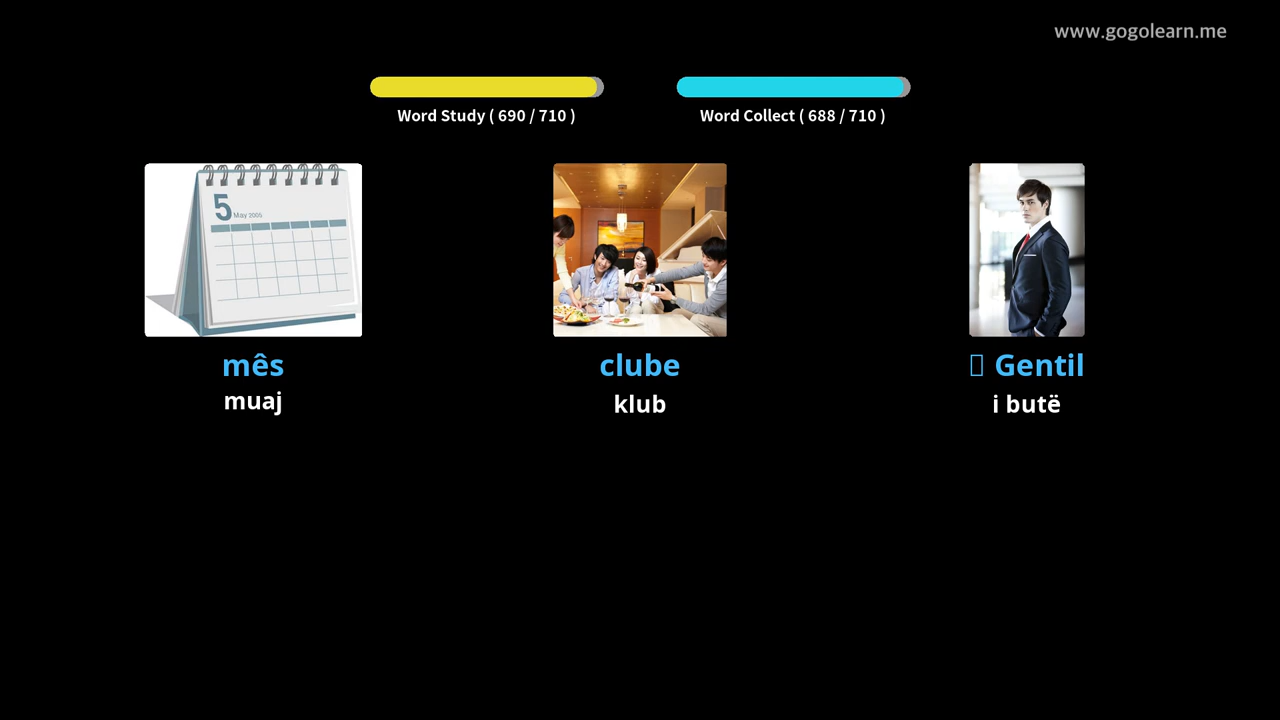 www.gogolearn.me
Word Study ( 690 / 710 )
Word Collect ( 688 / 710 )
5 May 2005
mês
clube
Gentil
muaj
klub
i butë